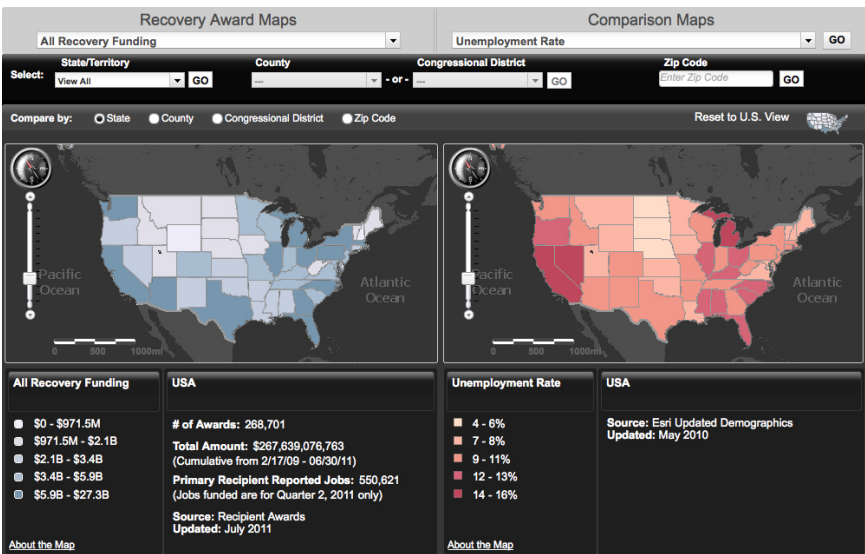 Recovery Award Maps
Comparison Maps
All Recovery Funding
Unemployment Rate
GO
Select:
State/Territory
View All
GO
County
---
- or -
Congressional District
---
GO
Zip Code
Enter Zip Code
GO
Compare by:
State
County
Congressional District
Zip Code
Reset to U.S. View
N
S
Pacific
Ocean
Atlantic
Ocean
0 500 1000mi
N
S
Pacific
Ocean
Atlantic
Ocean
0 500 1000mi
All Recovery Funding
$0 - $971.5M
$971.5M - $2.1B
$2.1B - $3.4B
$3.4B - $5.9B
$5.9B - $27.3B
About the Map
USA
# of Awards: 268,701
Total Amount: $267,639,076,763
(Cumulative from 2/17/09 - 06/30/11)
Primary Recipient Reported Jobs: 550,621
(Jobs funded are for Quarter 2, 2011 only)
Source: Recipient Awards
Updated: July 2011
Unemployment Rate
4 - 6%
7 - 8%
9 - 11%
12 - 13%
14 - 16%
About the Map
USA
Source: Esri Updated Demographics
Updated: May 2010